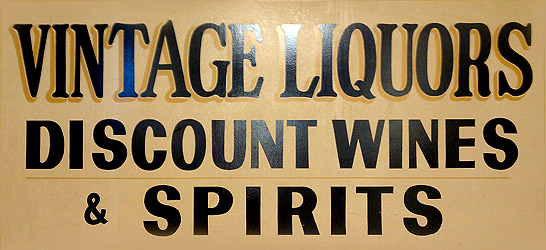 VINTAGE LIQUORS
DISCOUNT WINES
& SPIRITS